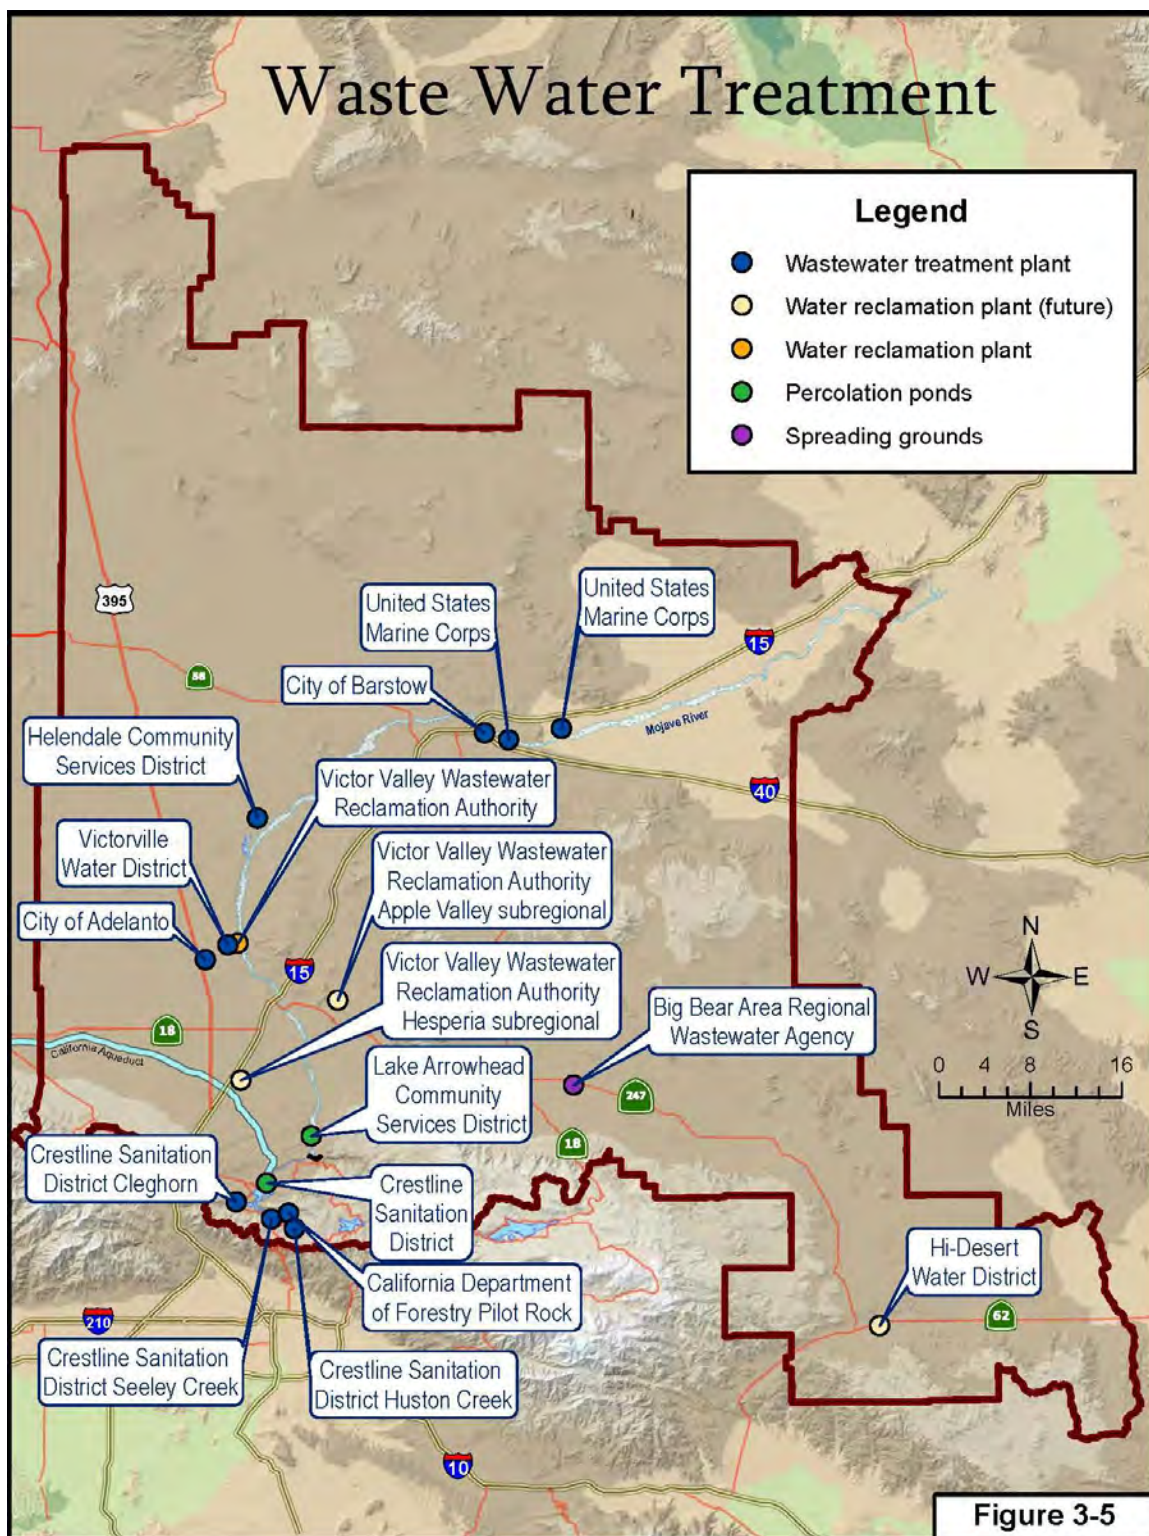 Waste Water Treatment
Legend
Wastewater treatment plant
Water reclamation plant (future)
Water reclamation plant
Percolation ponds
Spreading grounds
395
United States
Marine Corps
United States
Marine Corps
15
58
City of Barstow
Mojave River
Helendale Community
Services District
Victor Valley Wastewater
Reclamation Authority
40
Victorville
Water District
Victor Valley Wastewater
Reclamation Authority
Apple Valley subregional
City of Adelanto
15
N
W
E
S
Victor Valley Wastewater
Reclamation Authority
Hesperia subregional
Big Bear Area Regional
Wastewater Agency
18
California Aqueduct
0 4 8 16
Miles
Lake Arrowhead
Community
Services District
247
18
Crestline Sanitation
District Cleghorn
Crestline
Sanitation
District
Hi-Desert
Water District
California Department
of Forestry Pilot Rock
62
210
Crestline Sanitation
District Seeley Creek
Crestline Sanitation
District Huston Creek
10
Figure 3-5